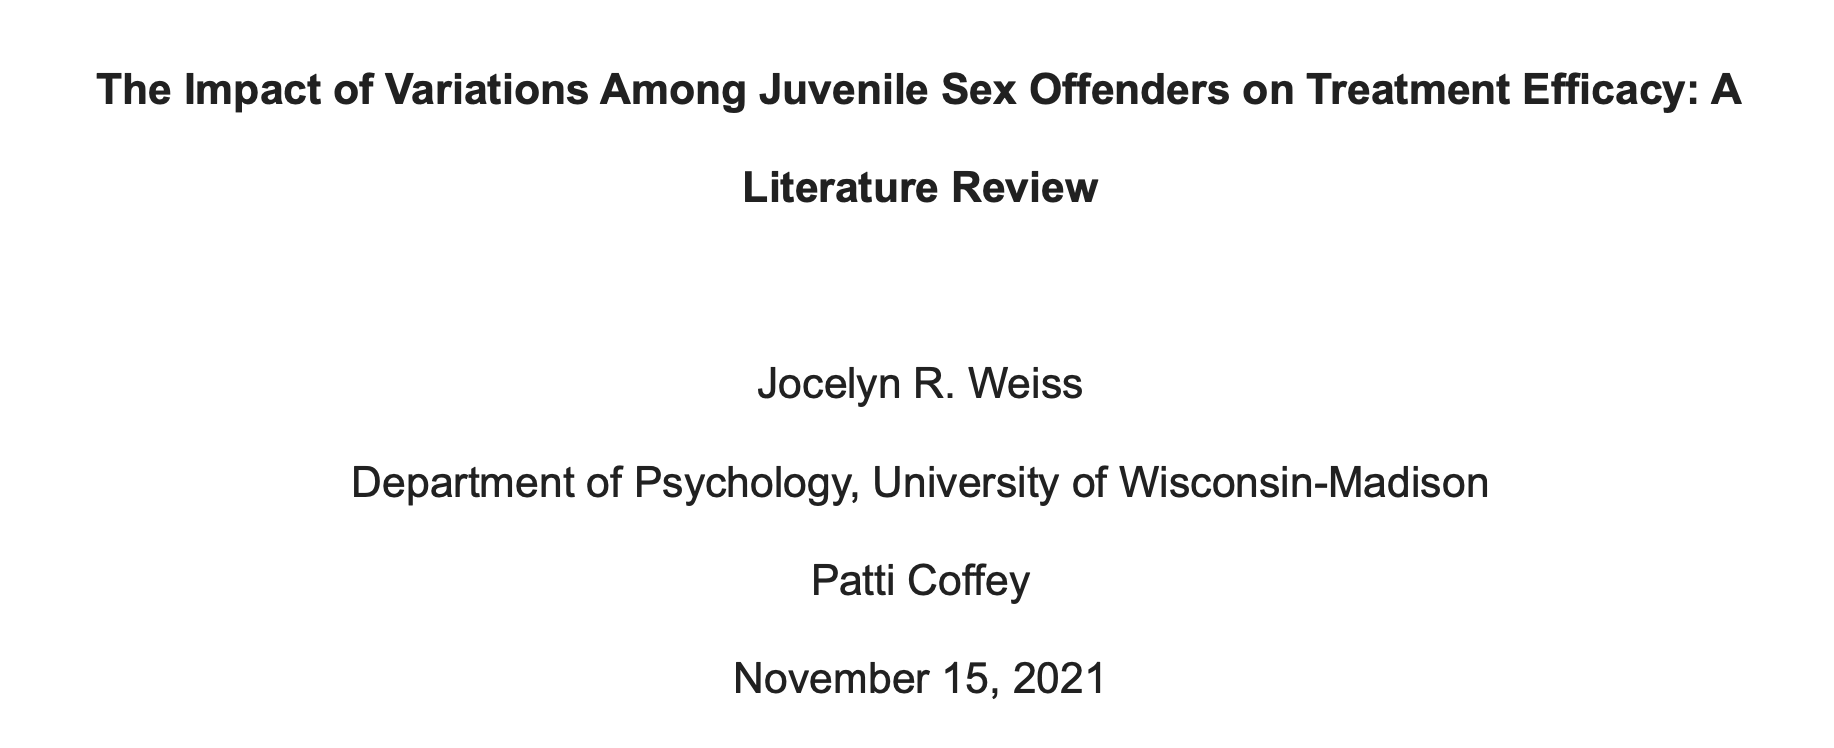 The Impact of Variations Among Juvenile Sex Offenders on Treatment Efficacy: A
Literature Review
Jocelyn R. Weiss
Department of Psychology, University of Wisconsin-Madison
Patti Coffey
November 15, 2021